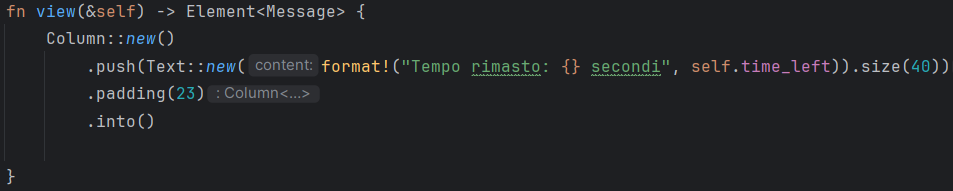 fn view(&self) -> Element<Message> {
    Column::new()
        .push(Text::new( content: format!("Tempo rimasto: {} secondi", self.time_left)).size(40))
        .padding(23) : Column<...>
        .into()
}